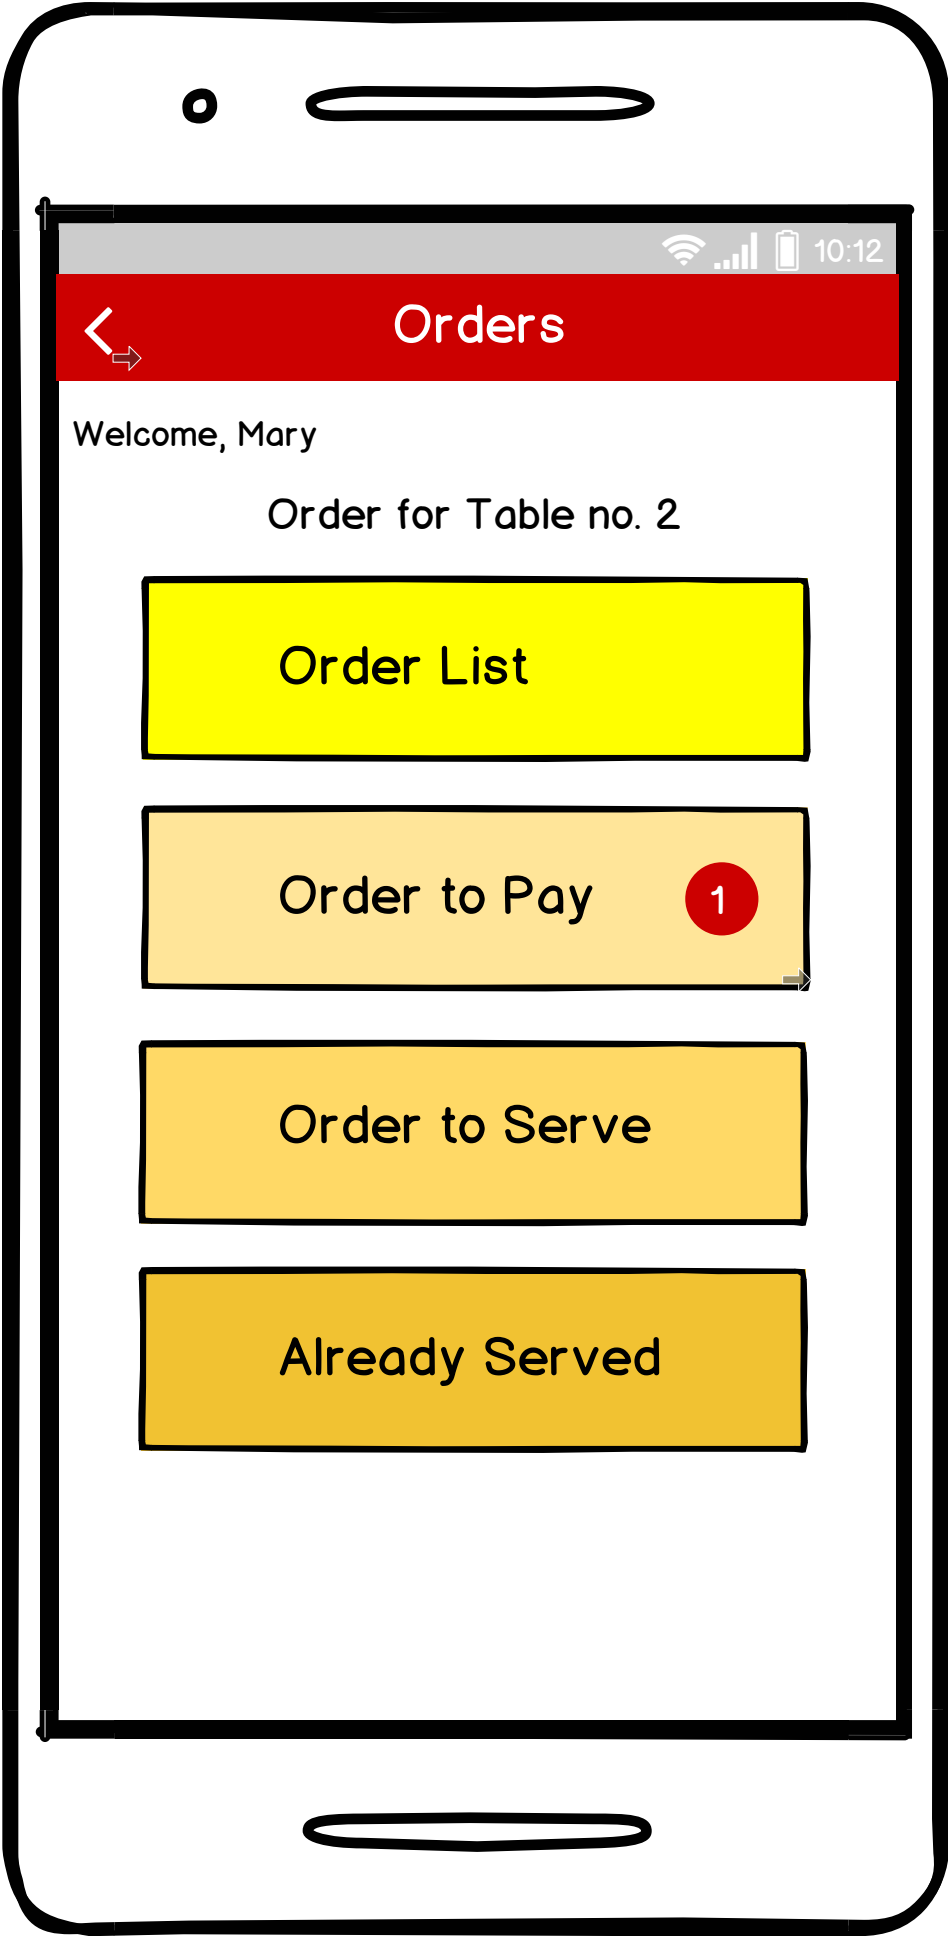 10:12
Orders
Welcome, Mary
Order for Table no. 2
Order List
Order to Pay 1
Order to Serve
Already Served